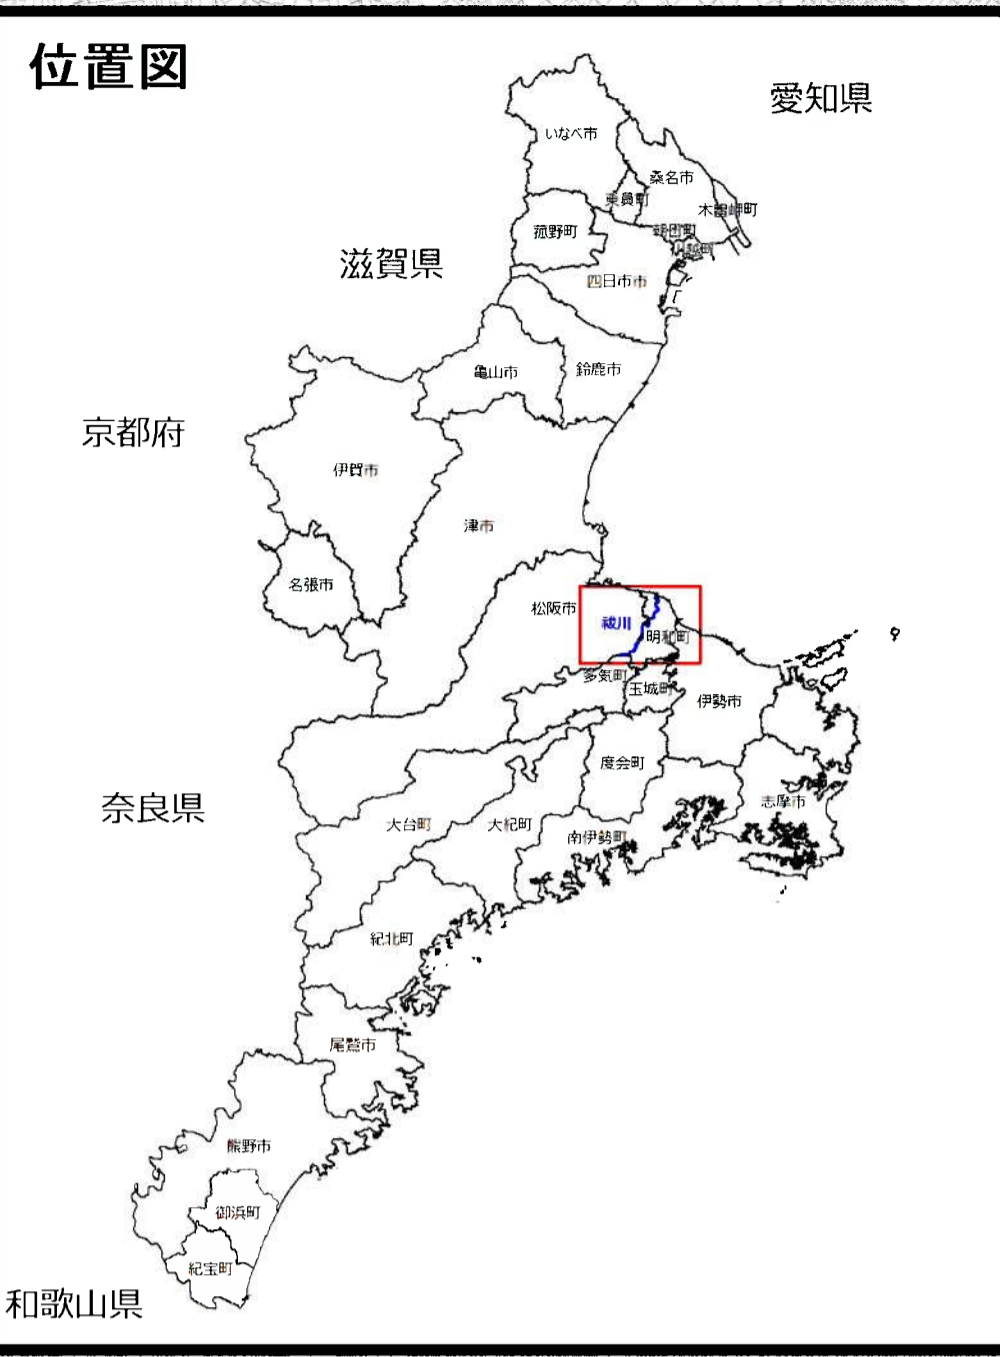 位置図
愛知県
いなべ市
桑名市
東員町
木曽岬町
菰野町
朝日町
川越町
滋賀県
四日市市
亀山市
鈴鹿市
京都府
伊賀市
津市
名張市
松阪市
祓川
明和町
多気町
玉城町
伊勢市
度会町
奈良県
志摩市
大台町
大紀町
南伊勢町
紀北町
尾鷲市
熊野市
御浜町
紀宝町
和歌山県